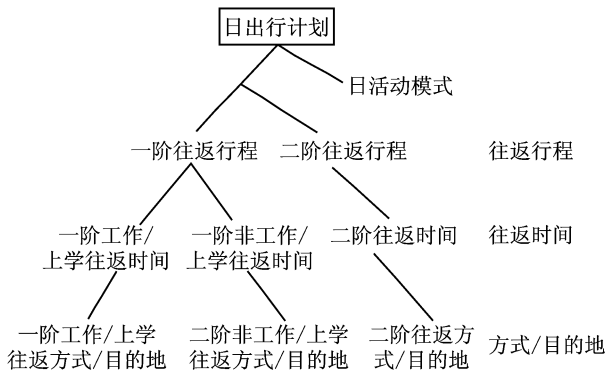 日出行计划
日活动模式
一阶往返行程
二阶往返行程
往返行程
一阶工作/
上学往返时间
一阶非工作/
上学往返时间
二阶往返时间
往返时间
一阶工作/上学
往返方式/目的地
二阶非工作/上学
往返方式/目的地
二阶往返方
式/目的地
方式/目的地